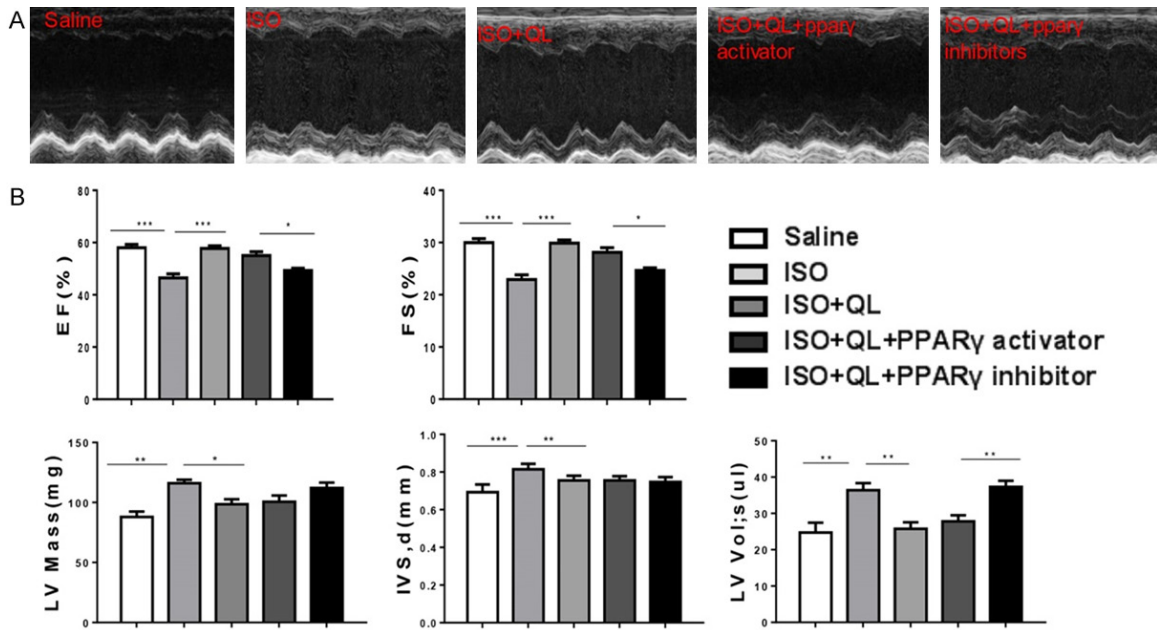 A
Saline
ISO
ISO+QL
ISO+QL+pparγ
activator
ISO+QL+pparγ
inhibitors
B
EF(%)
80
60
40
20
0
***
***
*
FS(%)
40
30
20
10
0
***
***
*
Saline
ISO
ISO+QL
ISO+QL+PPARγ activator
ISO+QL+PPARγ inhibitor
LV Mass(mg)
150
100
50
0
**
*
IVS,d(mm)
1.0
0.8
0.6
0.4
0.2
0.0
***
**
LV Vol;s(ul)
50
40
30
20
10
0
**
**
**